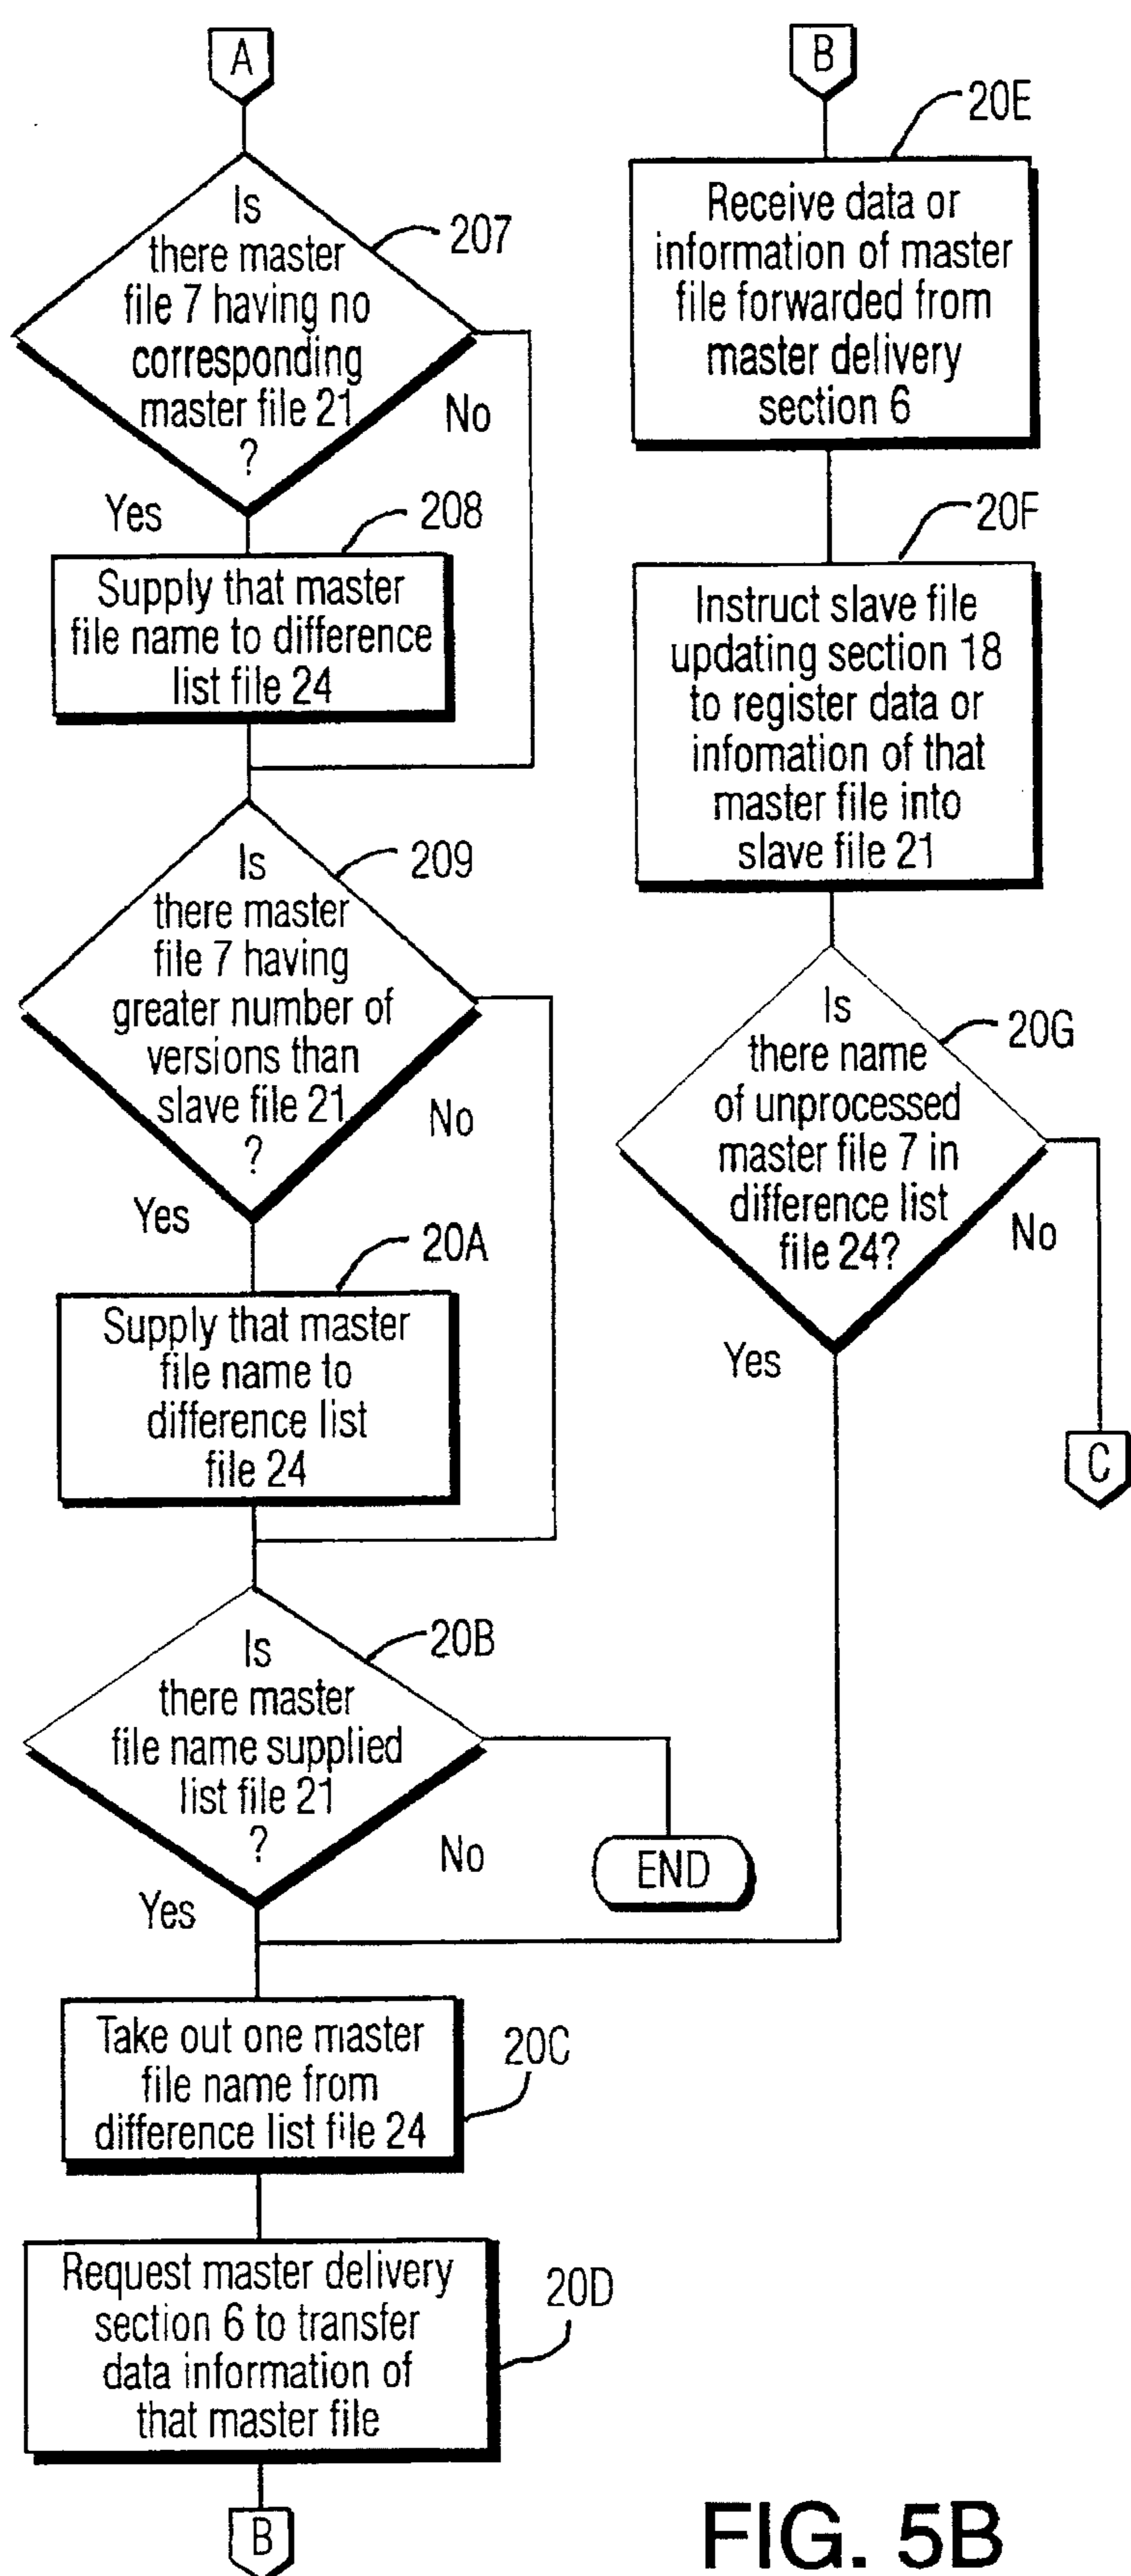 A
Is
there master
file 7 having no
corresponding
master file 21
?
207
No
Yes
208
Supply that master
file name to difference
list file 24
Is
there master
file 7 having
greater number of
versions than
slave file 21
?
209
No
Yes
20A
Supply that master
file name to
difference list
file 24
Is
there master
file name supplied
list file 21
?
20B
No
END
Yes
Take out one master
file name from
difference list file 24
20C
Request master delivery
section 6 to transfer
data information of
that master file
20D
B
B
20E
Receive data or
information of master
file forwarded from
master delivery
section 6
20F
Instruct slave file
updating section 18
to register data or
infomation of that
master file into
slave file 21
Is
there name
of unprocessed
master file 7 in
difference list
file 24?
20G
No
Yes
C
FIG. 5B